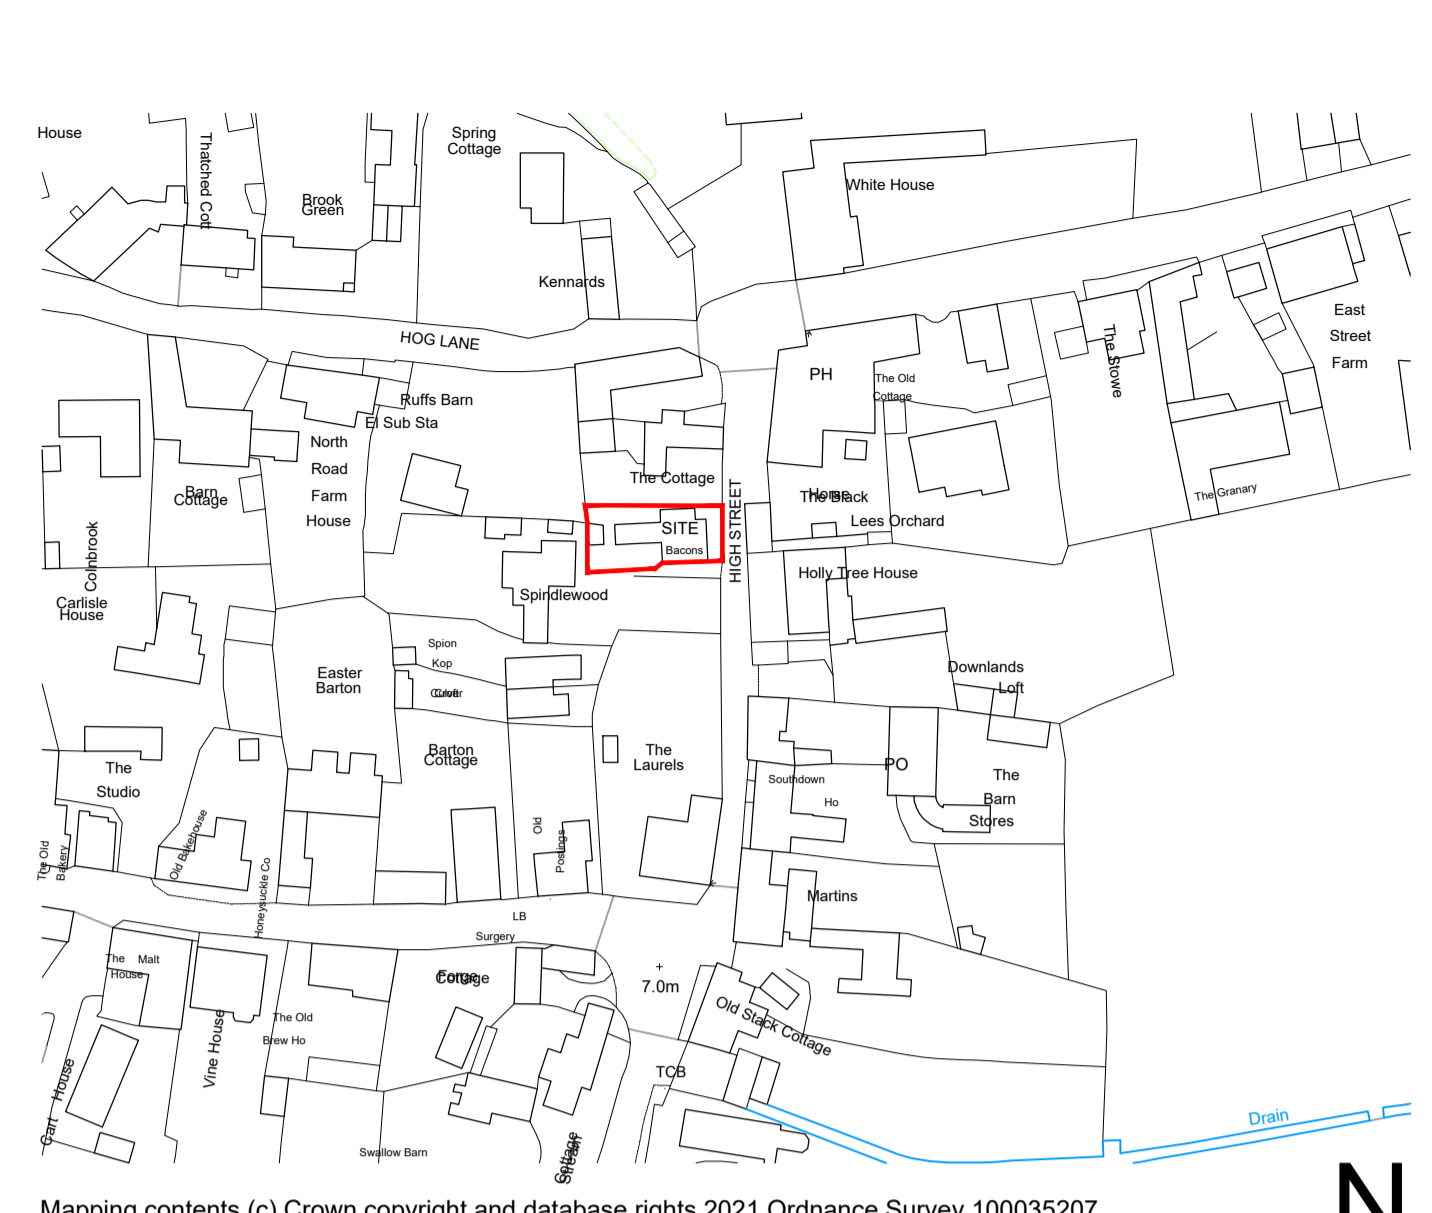 House
Thatched Cott
Brook
Green
Spring
Cottage
White House
Kennards
HOG LANE
East
Street
Farm
The Stowe
PH
The Old
Cottage
Ruffs Barn
El Sub Sta
North
Road
Farm
House
Barn
Cottage
The Cottage
HIGH STREET
The Black
Horse
The Granary
Lees Orchard
SITE
Bacons
Colnbrook
Holly Tree House
Spindlewood
Carlisle
House
Spion
Kop
Easter
Barton
Downlands
Loft
Barton
Cottage
The
Laurels
The
Studio
PO
Southdown
Ho
The
Barn
Stores
Old Bakehouse
Old
Postings
The Old
Bakery
Honeysuckle Co
Martins
LB
Surgery
The Malt
House
Forge
Cottage
7.0m
Old Stack Cottage
The Old
Brew Ho
Vine House
Cart House
TCB
Drain
Swallow Barn
Stream
Cottage
Mapping contents (c) Crown copyright and database rights 2021 Ordnance Survey 100035207
N